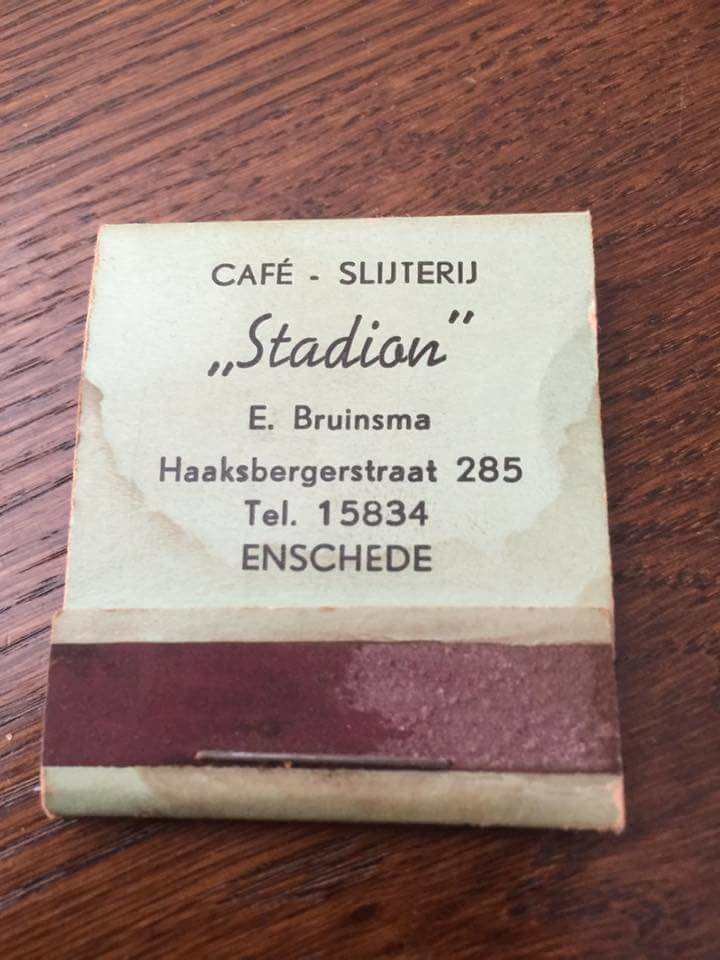 CAFÉ - SLIJTERIJ
„Stadion”
E. Bruinsma
Haaksbergerstraat 285
Tel. 15834
ENSCHEDE